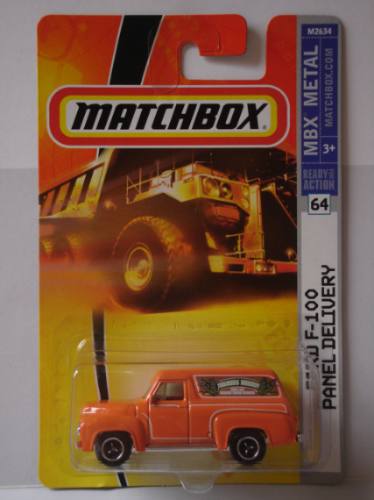 M2634
MATCHBOX
MBX METAL
MATCHBOX.COM
3+
READY FOR
ACTION
64
F-100
PANEL DELIVERY